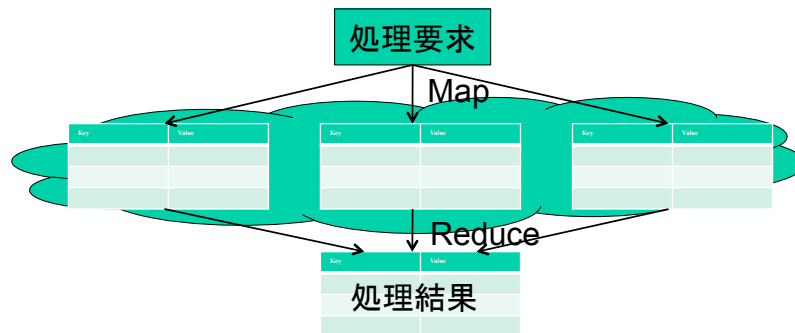 処理要求
Map
Key Value Key Value Key Value
Reduce
Key Value
処理結果